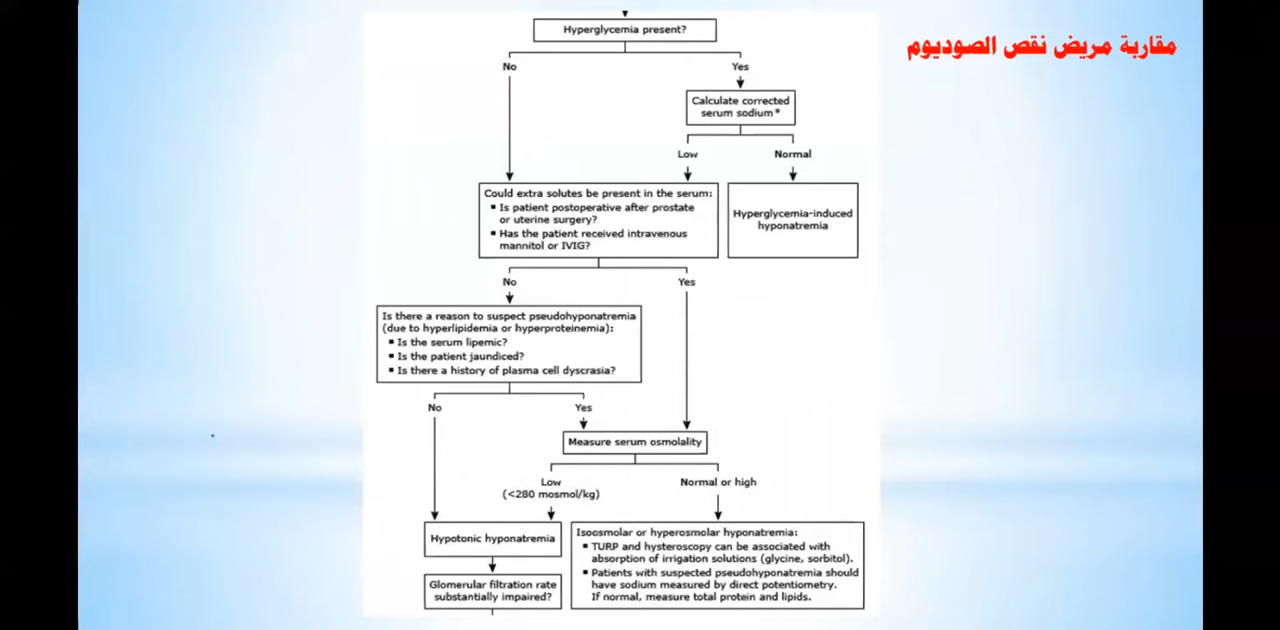 مقاربة مريض نقص الصوديوم
Hyperglycemia present?
No
Yes
Calculate corrected
serum sodium*
Low
Normal
Could extra solutes be present in the serum:
▪ Is patient postoperative after prostate
or uterine surgery?
▪ Has the patient received intravenous
mannitol or IVIG?
Hyperglycemia-induced
hyponatremia
No
Yes
Is there a reason to suspect pseudohyponatremia
(due to hyperlipidemia or hyperproteinemia):
▪ Is the serum lipemic?
▪ Is the patient jaundiced?
▪ Is there a history of plasma cell dyscrasia?
No
Yes
Measure serum osmolality
Low
(<280 mosmol/kg)
Normal or high
Hypotonic hyponatremia
Isoosmolar or hyperosmolar hyponatremia:
▪ TURP and hysteroscopy can be associated with
absorption of irrigation solutions (glycine, sorbitol).
▪ Patients with suspected pseudohyponatremia should
have sodium measured by direct potentiometry.
If normal, measure total protein and lipids.
Glomerular filtration rate
substantially impaired?